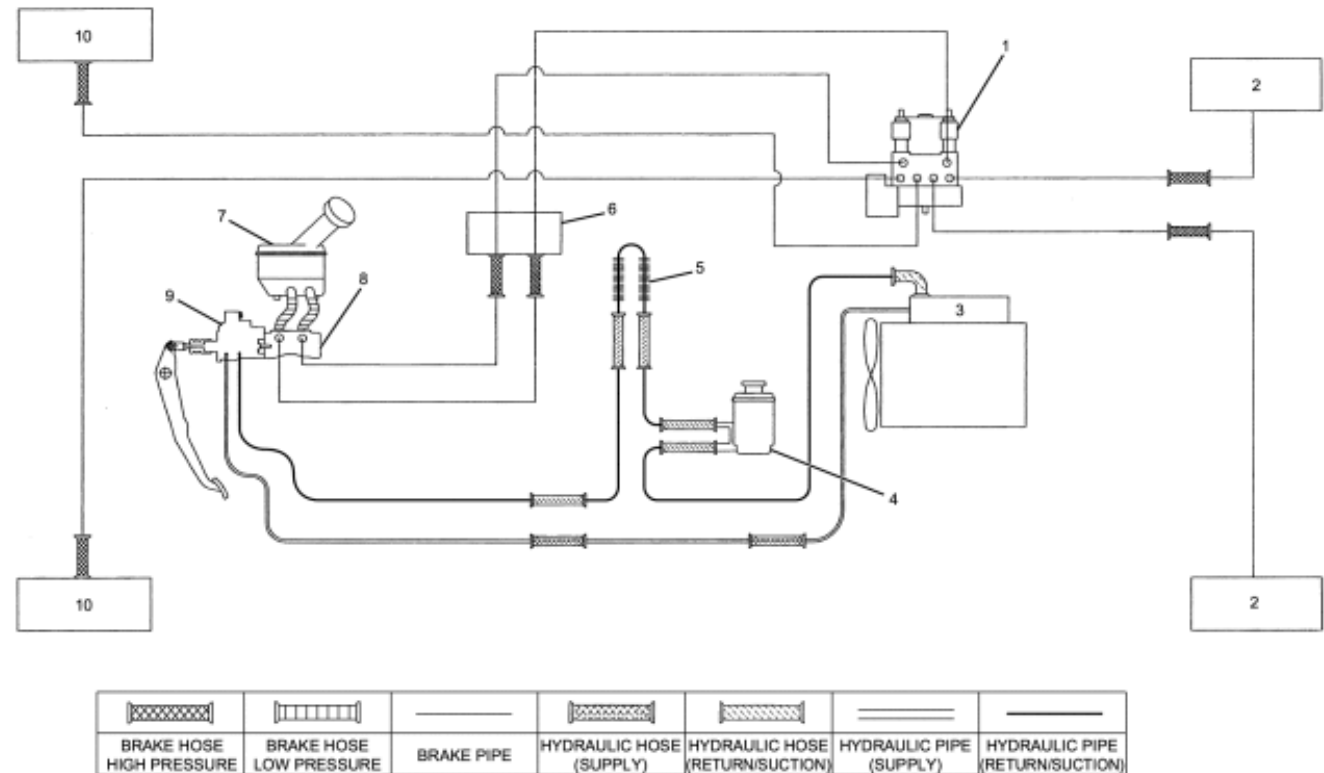 10
1
2
7
6
8
5
9
3
4
10
2
BRAKE HOSE HIGH PRESSURE
BRAKE HOSE LOW PRESSURE
BRAKE PIPE
HYDRAULIC HOSE (SUPPLY)
HYDRAULIC HOSE (RETURN/SUCTION)
HYDRAULIC PIPE (SUPPLY)
HYDRAULIC PIPE (RETURN/SUCTION)